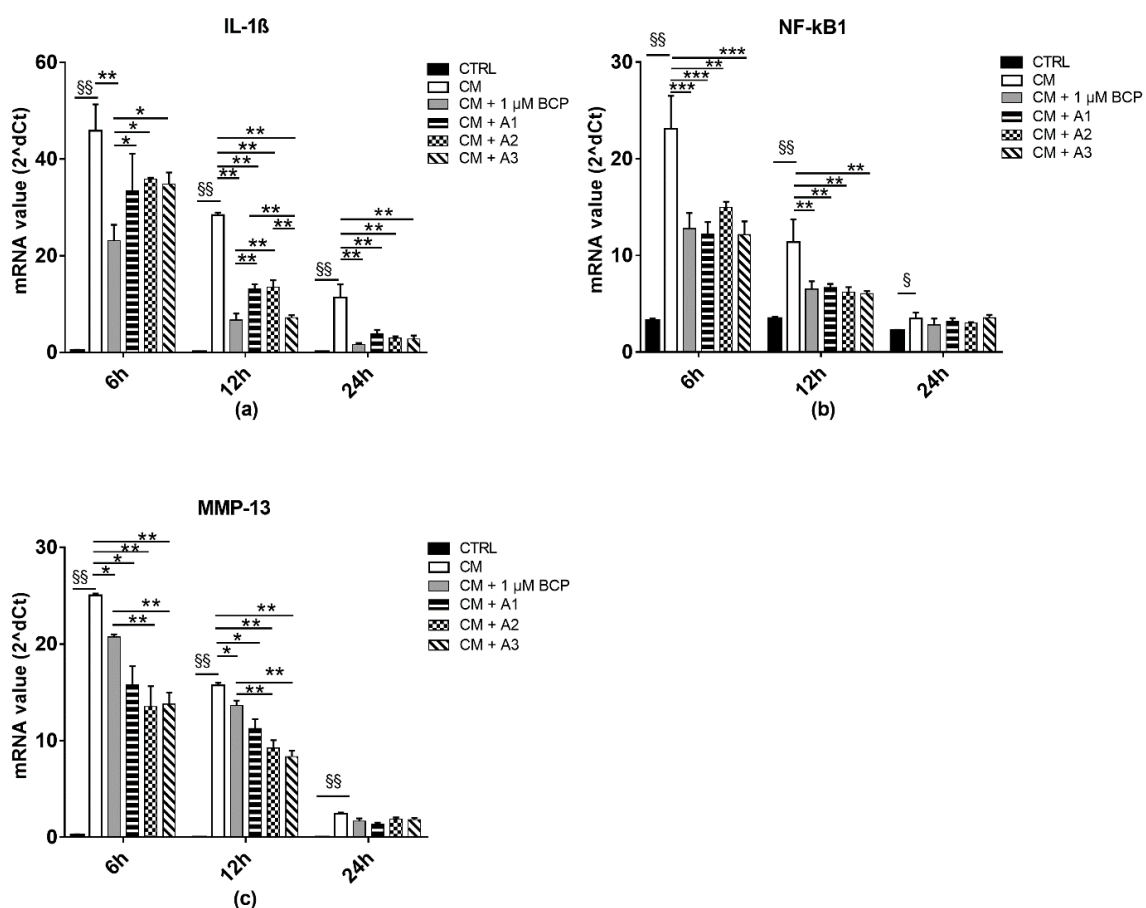 IL-1ß
mRNA value (2^dCt)
60
40
20
0
§§
**
*
*
*
§§
**
**
**
**
**
**
**
**
§§
**
**
**
**
6h
12h
24h
CTRL
CM
CM + 1 µM BCP
CM + A1
CM + A2
CM + A3
(a)
NF-kB1
mRNA value (2^dCt)
30
20
10
0
§§
***
**
***
***
§§
**
**
**
**
§
6h
12h
24h
CTRL
CM
CM + 1 µM BCP
CM + A1
CM + A2
CM + A3
(b)
MMP-13
mRNA value (2^dCt)
30
20
10
0
§§
**
**
*
*
**
**
§§
**
**
*
*
**
**
§§
6h
12h
24h
CTRL
CM
CM + 1 µM BCP
CM + A1
CM + A2
CM + A3
(c)